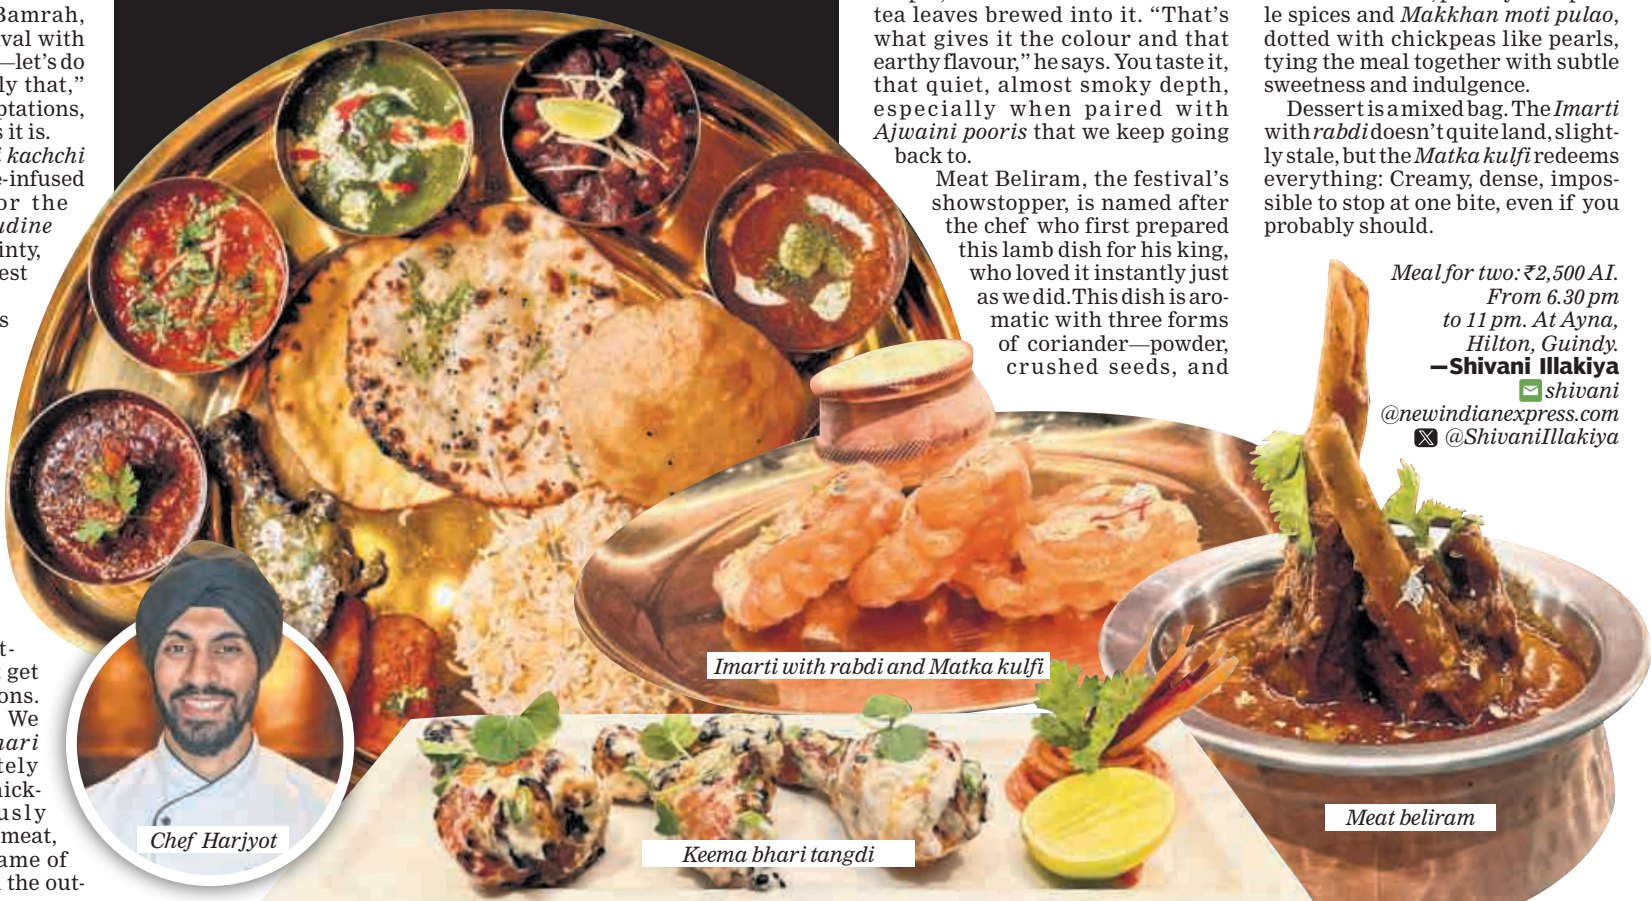 Bamrah,
val with
—let's do
ly that,"
ptations,
s it is.
kachchi
e-infused
or the
udine
inty,
est
s
t-
get
ons.
We
hari
tely
ick-
usly
meat,
ame of
the out-
tea leaves brewed into it. “That's
what gives it the colour and that
earthy flavour,” he says. You taste it,
that quiet, almost smoky depth,
especially when paired with
Ajwaini pooris that we keep going
back to.
Meat Beliram, the festival's
showstopper, is named after
the chef who first prepared
this lamb dish for his king,
who loved it instantly just
as we did. This dish is aro-
matic with three forms
of coriander—powder,
crushed seeds, and
le spices and Makkhan moti pulao,
dotted with chickpeas like pearls,
tying the meal together with subtle
sweetness and indulgence.
Dessert is a mixed bag. The Imarti
with rabdi doesn't quite land, slight-
ly stale, but the Matka kulfi redeems
everything: Creamy, dense, impos-
sible to stop at one bite, even if you
probably should.
Meal for two: ₹2,500 AI.
From 6.30 pm
to 11 pm. At Ayna,
Hilton, Guindy.
—Shivani Illakiya
shivani
@newindianexpress.com
@ShivaniIllakiya
Imarti with rabdi and Matka kulfi
Chef Harjyot
Keema bhari tangdi
Meat beliram